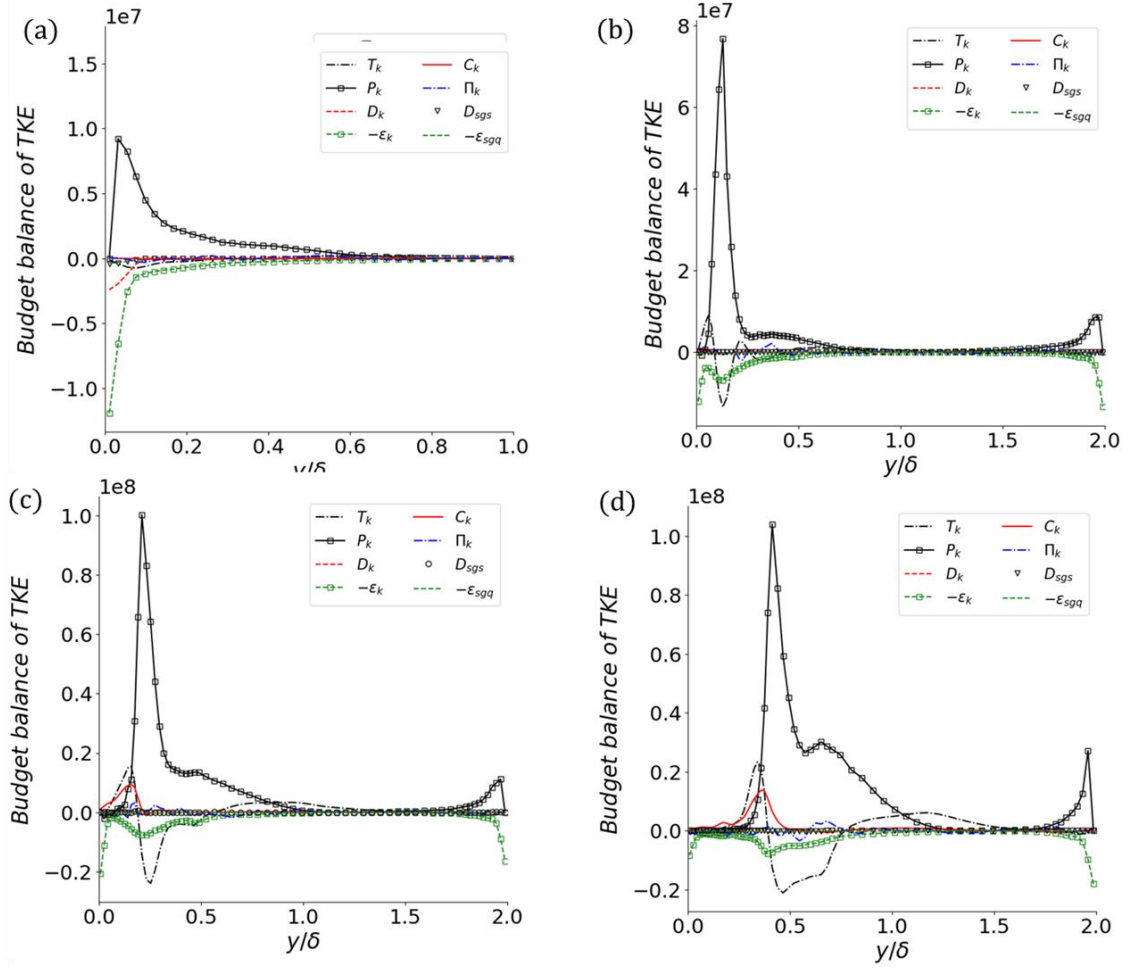 (a)
1e7
Budget balance of TKE
1.5
1.0
0.5
0.0
−0.5
−1.0
T_k
P_k
D_k
−ε_k
C_k
Π_k
D_sgs
−ε_sgq
0.0 0.2 0.4 0.6 0.8 1.0
y/δ
(b)
1e7
Budget balance of TKE
8
6
4
2
0
T_k
P_k
D_k
−ε_k
C_k
Π_k
D_sgs
−ε_sgq
0.0 0.5 1.0 1.5 2.0
y/δ
(c)
1e8
Budget balance of TKE
1.0
0.8
0.6
0.4
0.2
0.0
−0.2
T_k
P_k
D_k
−ε_k
C_k
Π_k
D_sgs
−ε_sgq
0.0 0.5 1.0 1.5 2.0
y/δ
(d)
1e8
Budget balance of TKE
1.0
0.8
0.6
0.4
0.2
0.0
−0.2
T_k
P_k
D_k
−ε_k
C_k
Π_k
D_sgs
−ε_sgq
0.0 0.5 1.0 1.5 2.0
y/δ